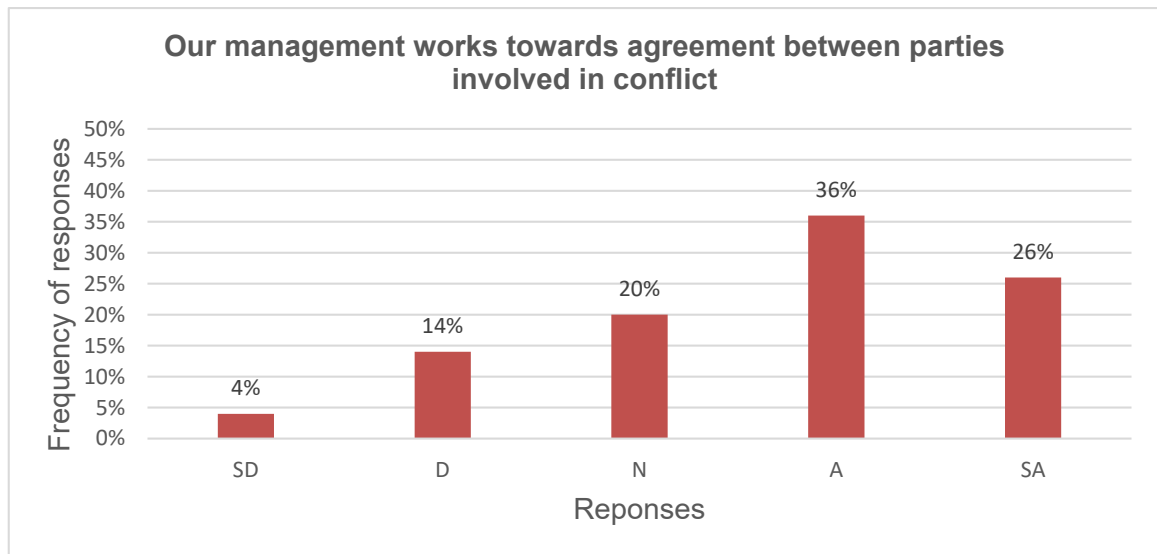 Our management works towards agreement between parties
involved in conflict
Frequency of responses
50%
45%
40%
35%
30%
25%
20%
15%
10%
5%
0%
4%
14%
20%
36%
26%
SD
D
N
A
SA
Reponses